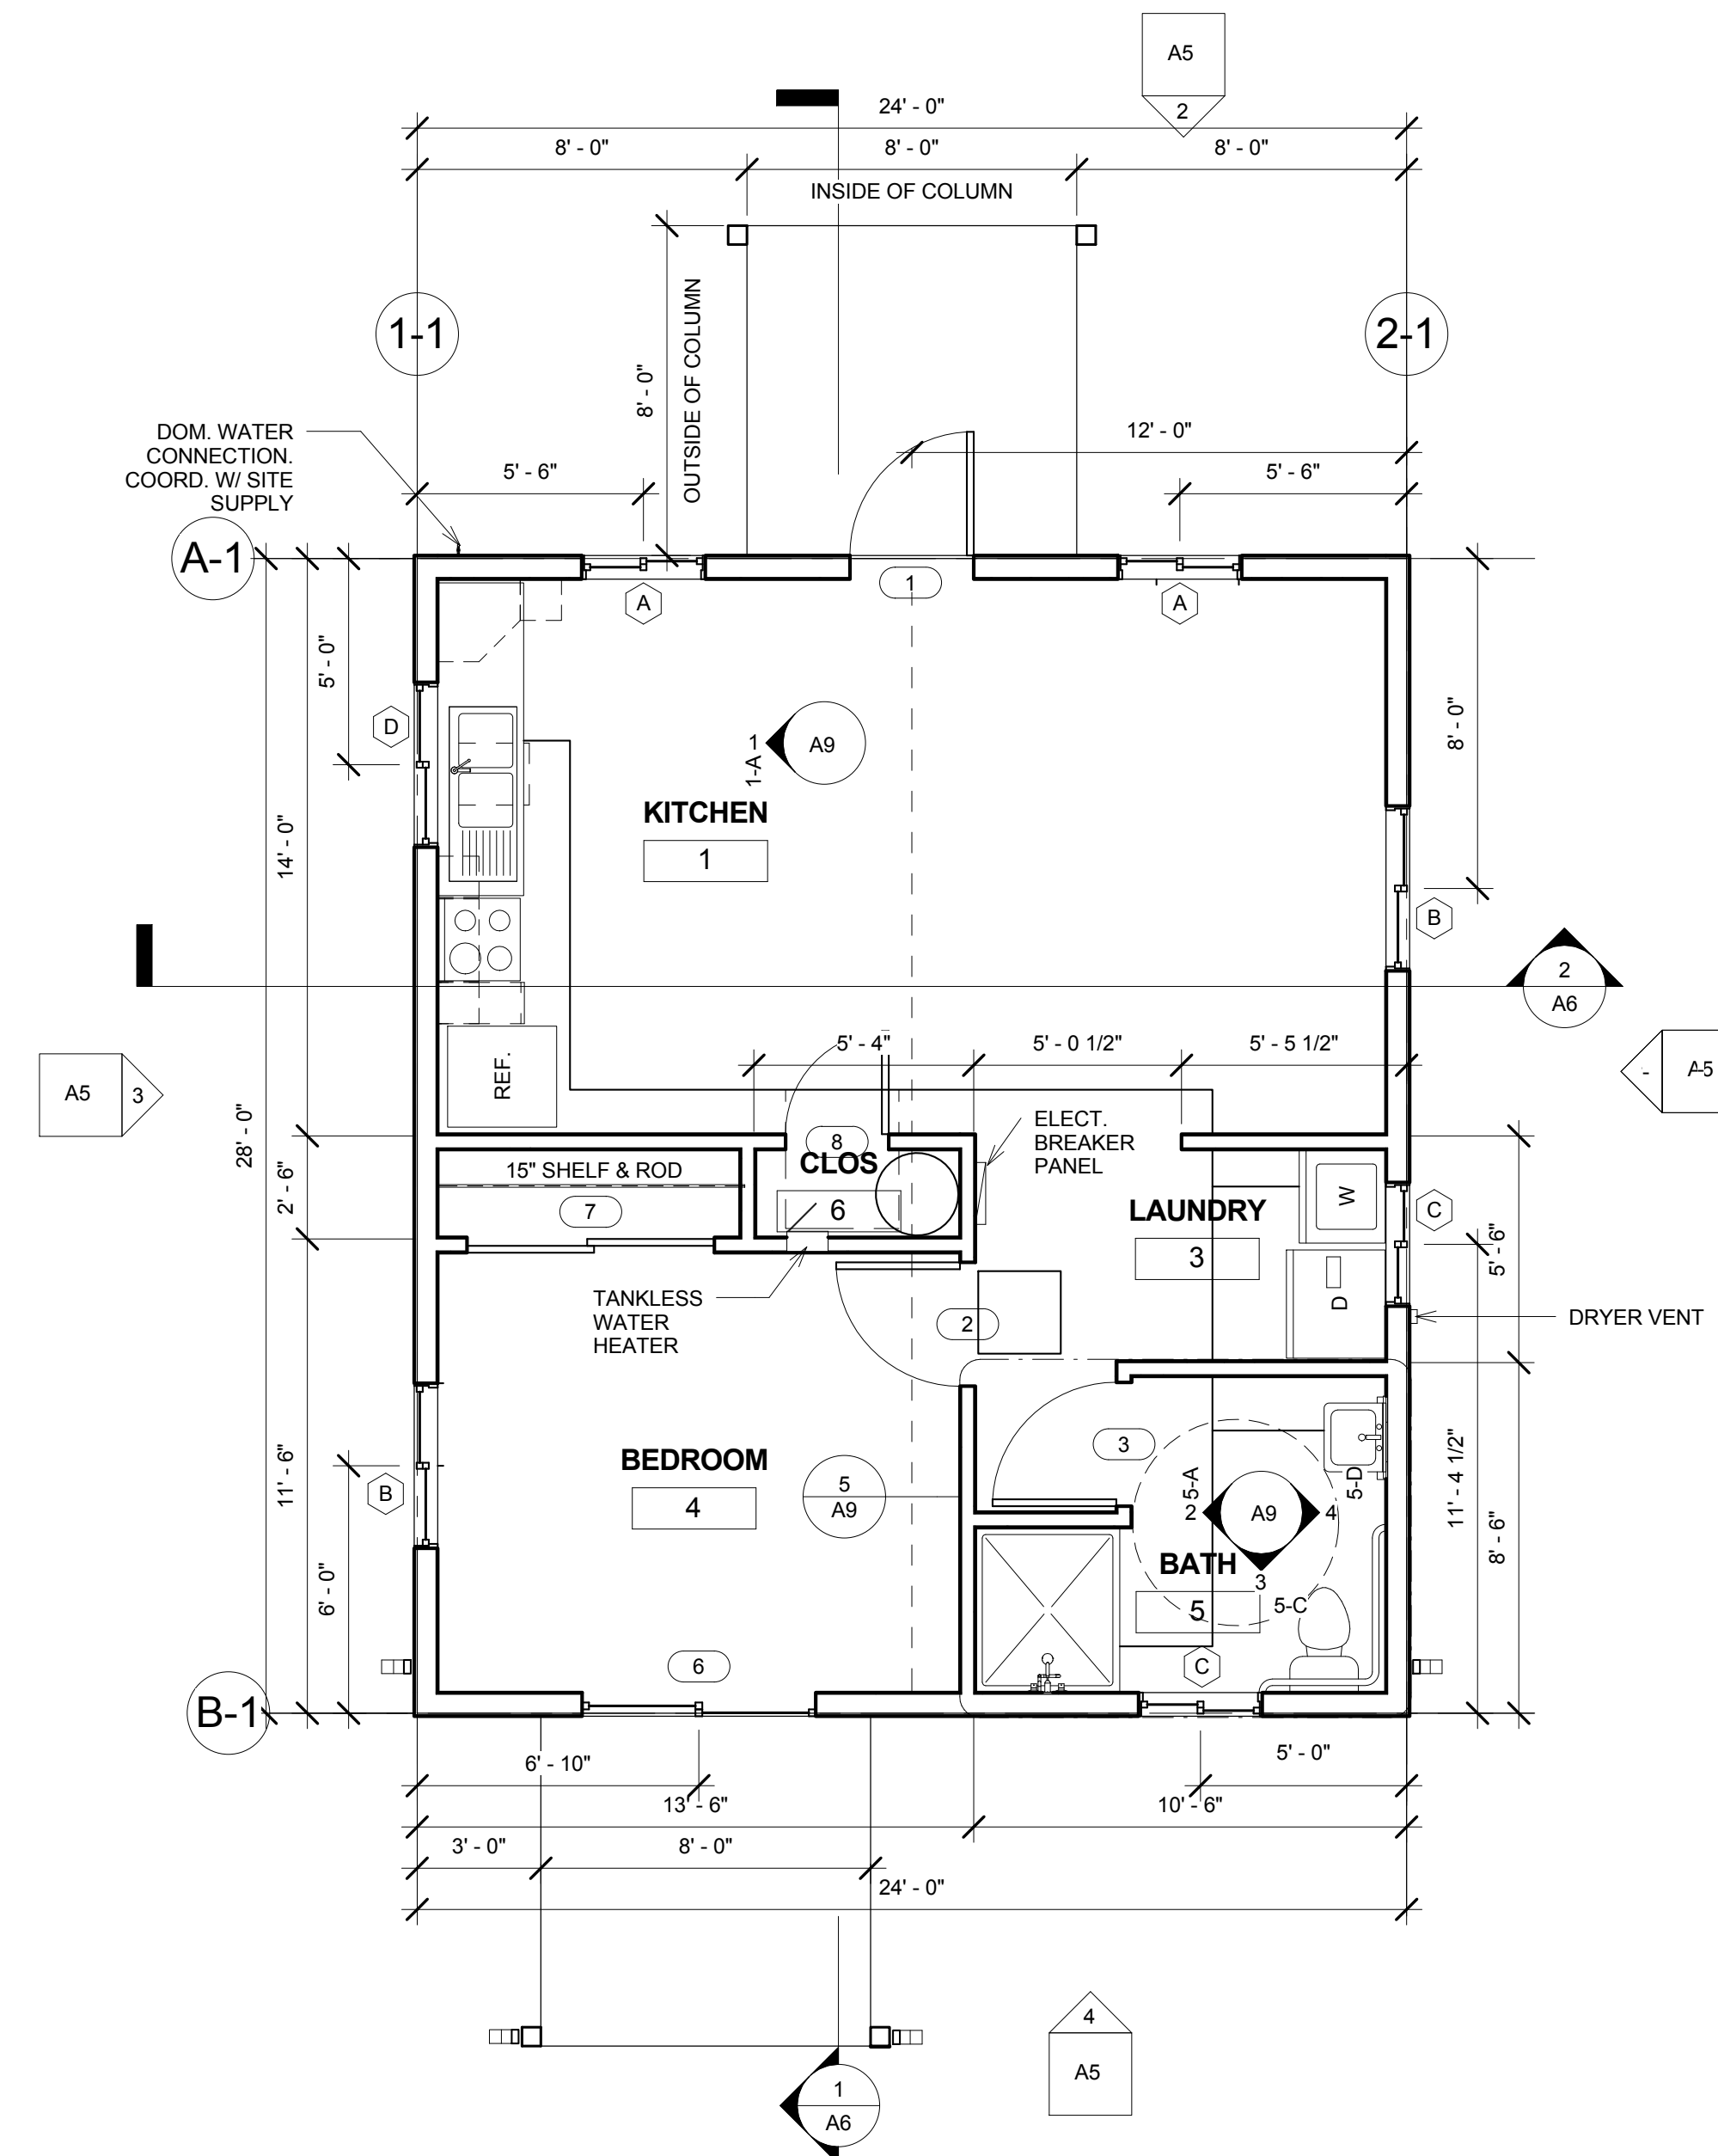 A5
2
24' - 0"
8' - 0"
8' - 0"
8' - 0"
INSIDE OF COLUMN
1-1
2-1
OUTSIDE OF COLUMN
8' - 0"
DOM. WATER
CONNECTION.
COORD. W/ SITE
SUPPLY
12' - 0"
5' - 6"
5' - 6"
A-1
1
A
A
5' - 0"
D
1
1-A
A9
8' - 0"
KITCHEN
1
14' - 0"
B
2
A6
5' - 4"
5' - 0 1/2"
5' - 5 1/2"
REF.
A5
3
-
A-5
28' - 0"
ELECT.
BREAKER
PANEL
8
CLOS
6
15" SHELF & ROD
7
2' - 6"
W
LAUNDRY
3
C
5' - 6"
D
DRYER VENT
TANKLESS
WATER
HEATER
2
3
BEDROOM
4
5
A9
11' - 6"
B
5-A
2
A9
4
5-D
3
5-C
BATH
5
11' - 4 1/2"
8' - 6"
6' - 0"
6
C
B-1
5' - 0"
6' - 10"
13' - 6"
10' - 6"
3' - 0"
8' - 0"
24' - 0"
4
A5
1
A6